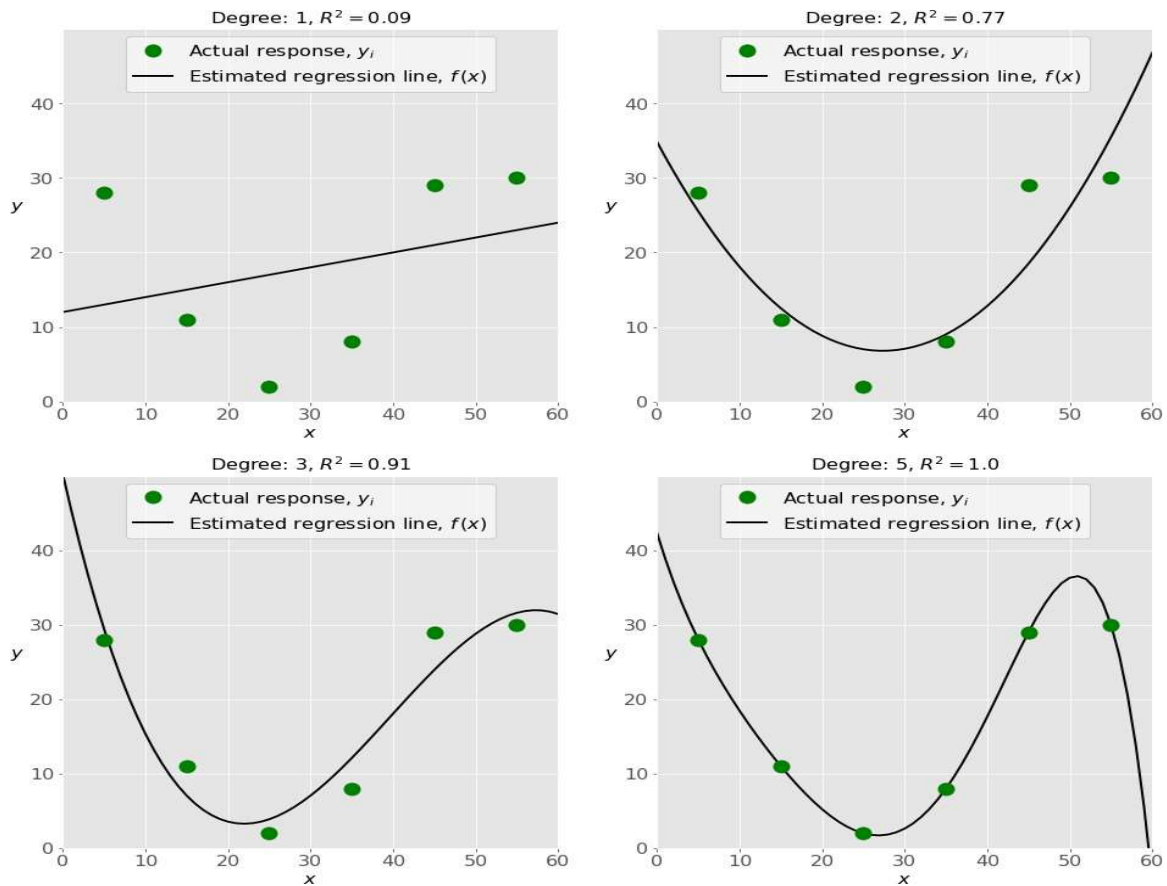 Degree: 1, R² = 0.09
Actual response, yᵢ
Estimated regression line, f(x)
40
30
y
20
10
0
0 10 20 30 40 50 60
x
Degree: 2, R² = 0.77
Actual response, yᵢ
Estimated regression line, f(x)
40
30
y
20
10
0
0 10 20 30 40 50 60
x
Degree: 3, R² = 0.91
Actual response, yᵢ
Estimated regression line, f(x)
40
30
y
20
10
0
0 10 20 30 40 50 60
x
Degree: 5, R² = 1.0
Actual response, yᵢ
Estimated regression line, f(x)
40
30
y
20
10
0
0 10 20 30 40 50 60
x